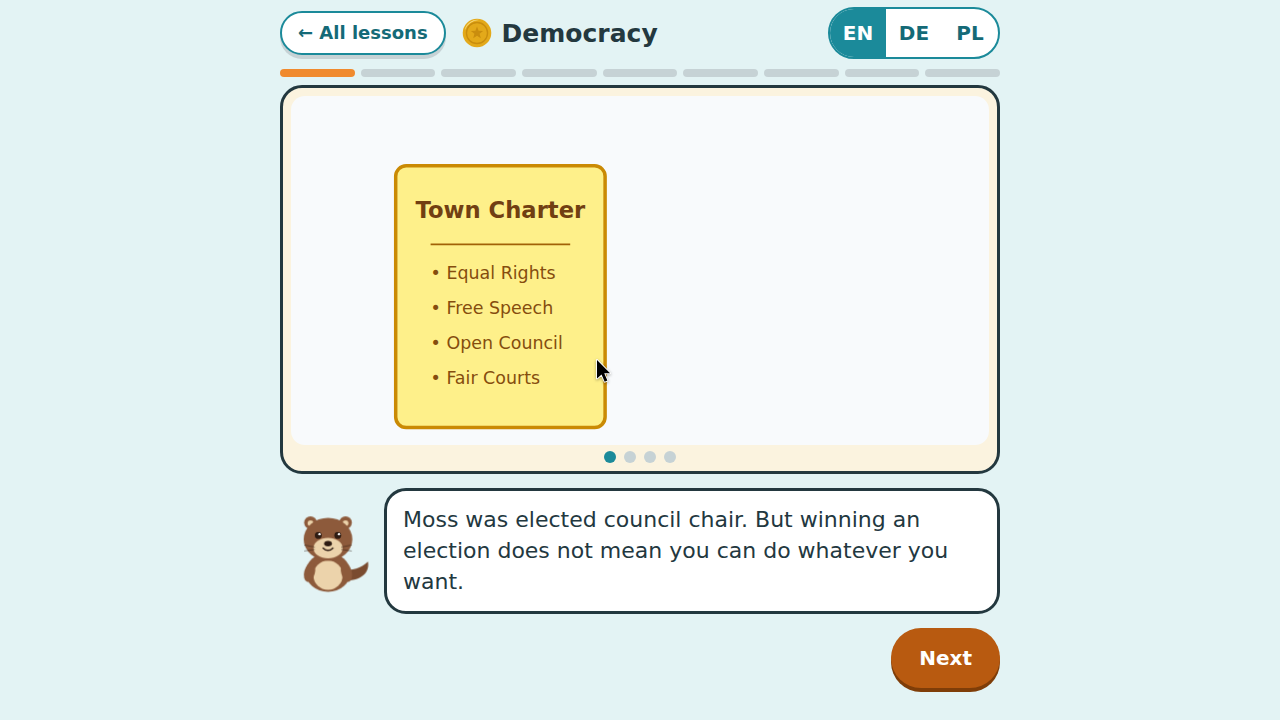 ← All lessons
Democracy
EN DE PL
Town Charter
• Equal Rights
• Free Speech
• Open Council
• Fair Courts
Moss was elected council chair. But winning an
election does not mean you can do whatever you
want.
Next